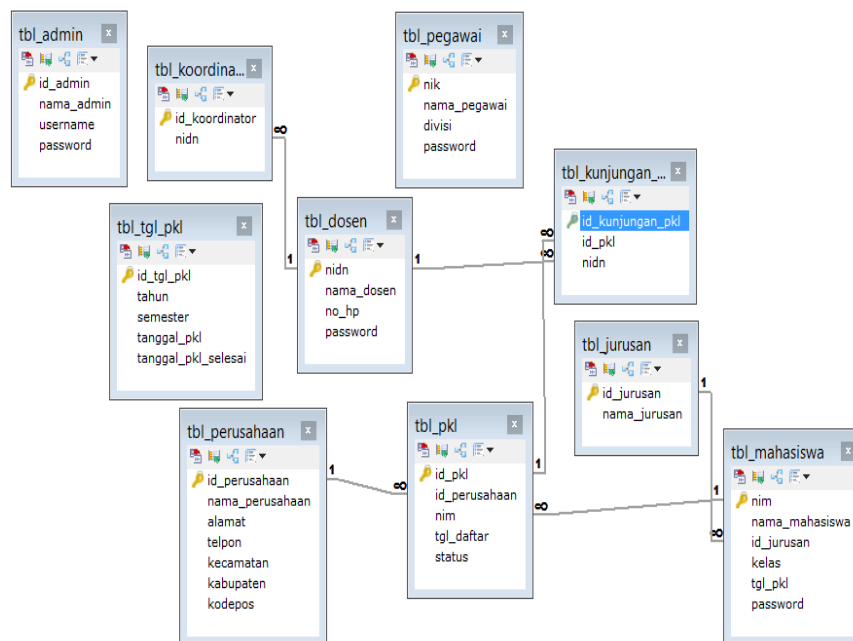 tbl_admin
id_admin
nama_admin
username
password
tbl_koordina...
id_koordinator
nidn
tbl_pegawai
nik
nama_pegawai
divisi
password
tbl_kunjungan_...
id_kunjungan_pkl
id_pkl
nidn
tbl_tgl_pkl
id_tgl_pkl
tahun
semester
tanggal_pkl
tanggal_pkl_selesai
tbl_dosen
nidn
nama_dosen
no_hp
password
tbl_jurusan
id_jurusan
nama_jurusan
tbl_perusahaan
id_perusahaan
nama_perusahaan
alamat
telpon
kecamatan
kabupaten
kodepos
tbl_pkl
id_pkl
id_perusahaan
nim
tgl_daftar
status
tbl_mahasiswa
nim
nama_mahasiswa
id_jurusan
kelas
tgl_pkl
password
∞
1
1
∞
∞
1
1
∞
∞
1
1
∞